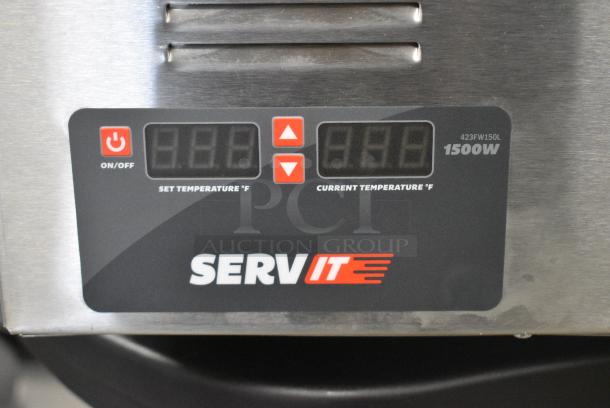 423FW150L
1500W
ON/OFF
SET TEMPERATURE °F
CURRENT TEMPERATURE °F
PCI
AUCTION GROUP
SERVIT